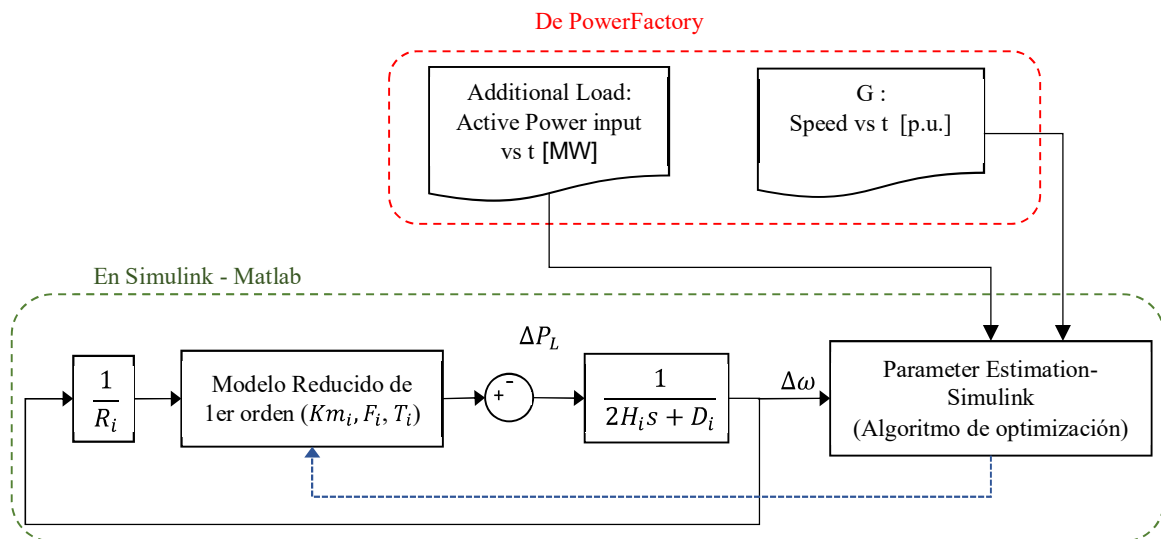 De PowerFactory
Additional Load:
Active Power input
vs t [MW]
G :
Speed vs t [p.u.]
En Simulink - Matlab
ΔP_L
1
R_i
Modelo Reducido de
1er orden (Km_i, F_i, T_i)
+
-
1
2H_i s + D_i
Δω
Parameter Estimation-
Simulink
(Algoritmo de optimización)